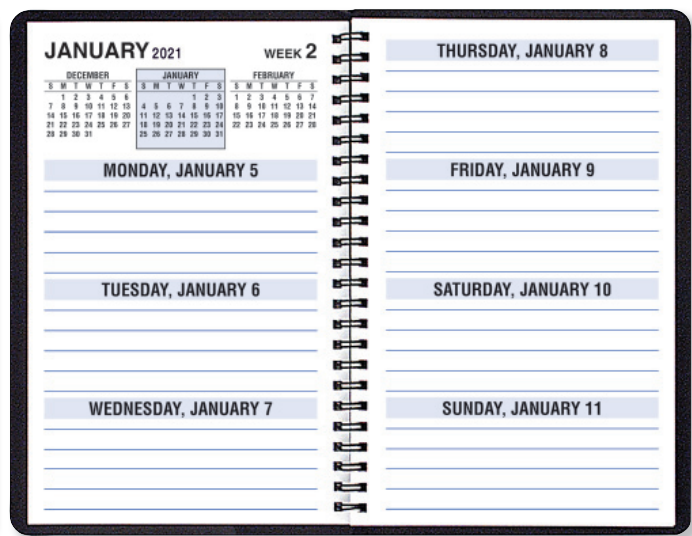 JANUARY 2021 WEEK 2
DECEMBER
S M T W T F S
1 2 3 4 5 6
7 8 9 10 11 12 13
14 15 16 17 18 19 20
21 22 23 24 25 26 27
28 29 30 31
JANUARY
S M T W T F S
1 2 3
4 5 6 7 8 9 10
11 12 13 14 15 16 17
18 19 20 21 22 23 24
25 26 27 28 29 30 31
FEBRUARY
S M T W T F S
1 2 3 4 5 6 7
8 9 10 11 12 13 14
15 16 17 18 19 20 21
22 23 24 25 26 27 28
MONDAY, JANUARY 5
TUESDAY, JANUARY 6
WEDNESDAY, JANUARY 7
THURSDAY, JANUARY 8
FRIDAY, JANUARY 9
SATURDAY, JANUARY 10
SUNDAY, JANUARY 11